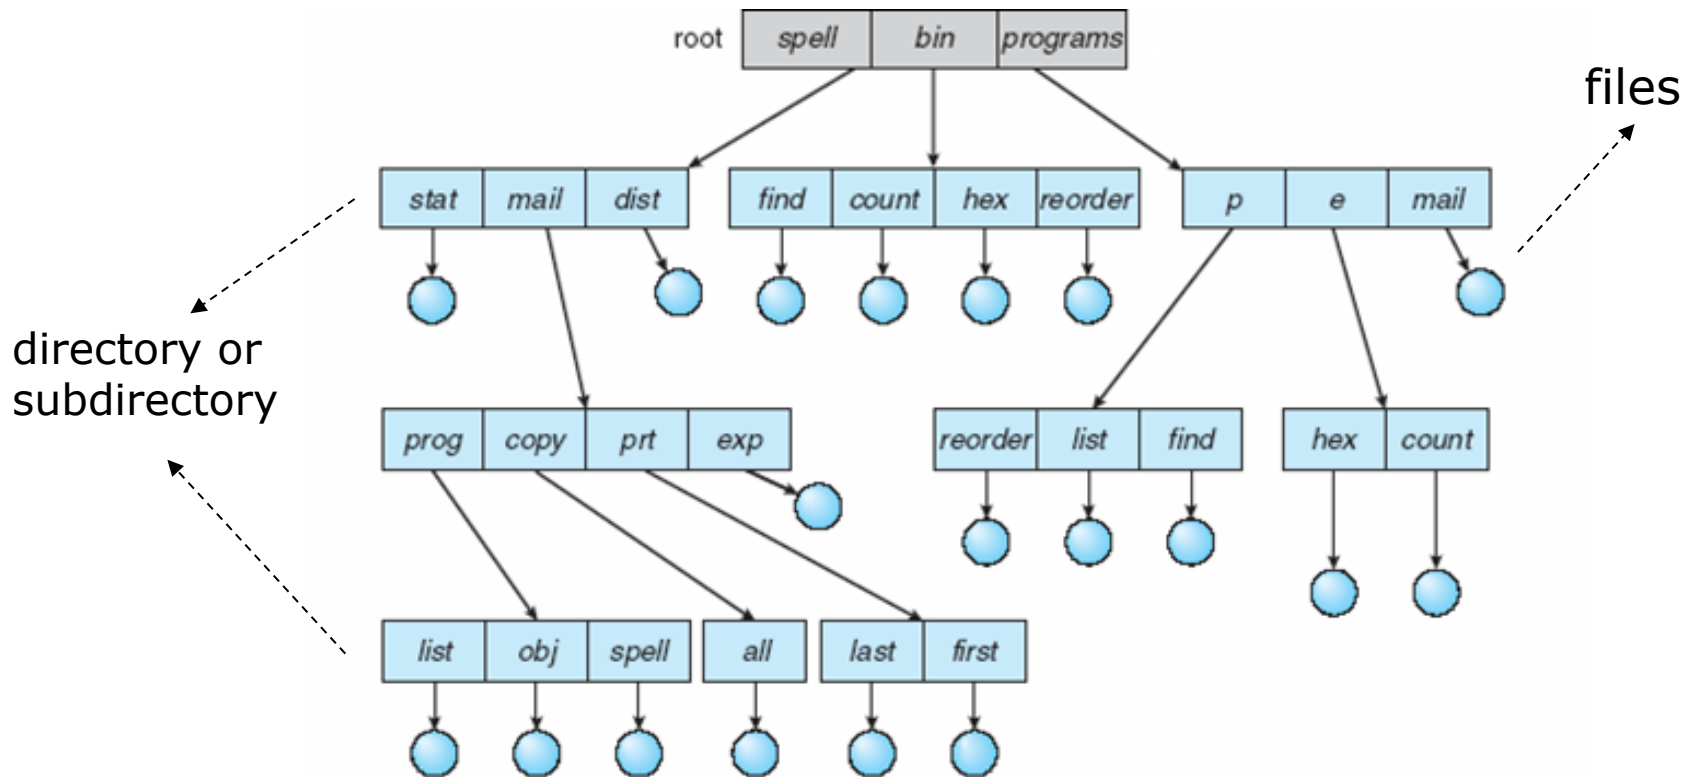 root spell bin programs
files
stat mail dist find count hex reorder p e mail
directory or
subdirectory
prog copy prt exp reorder list find hex count
list obj spell all last first